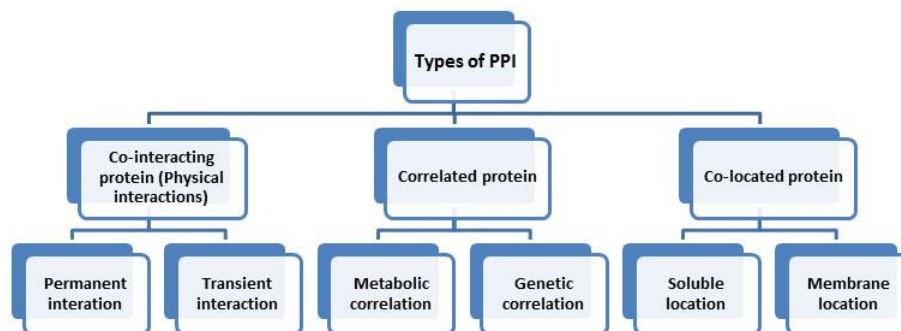 Types of PPI
Co-interacting
protein (Physical
interactions)
Correlated protein
Co-located protein
Permanent
interation
Transient
interaction
Metabolic
correlation
Genetic
correlation
Soluble
location
Membrane
location